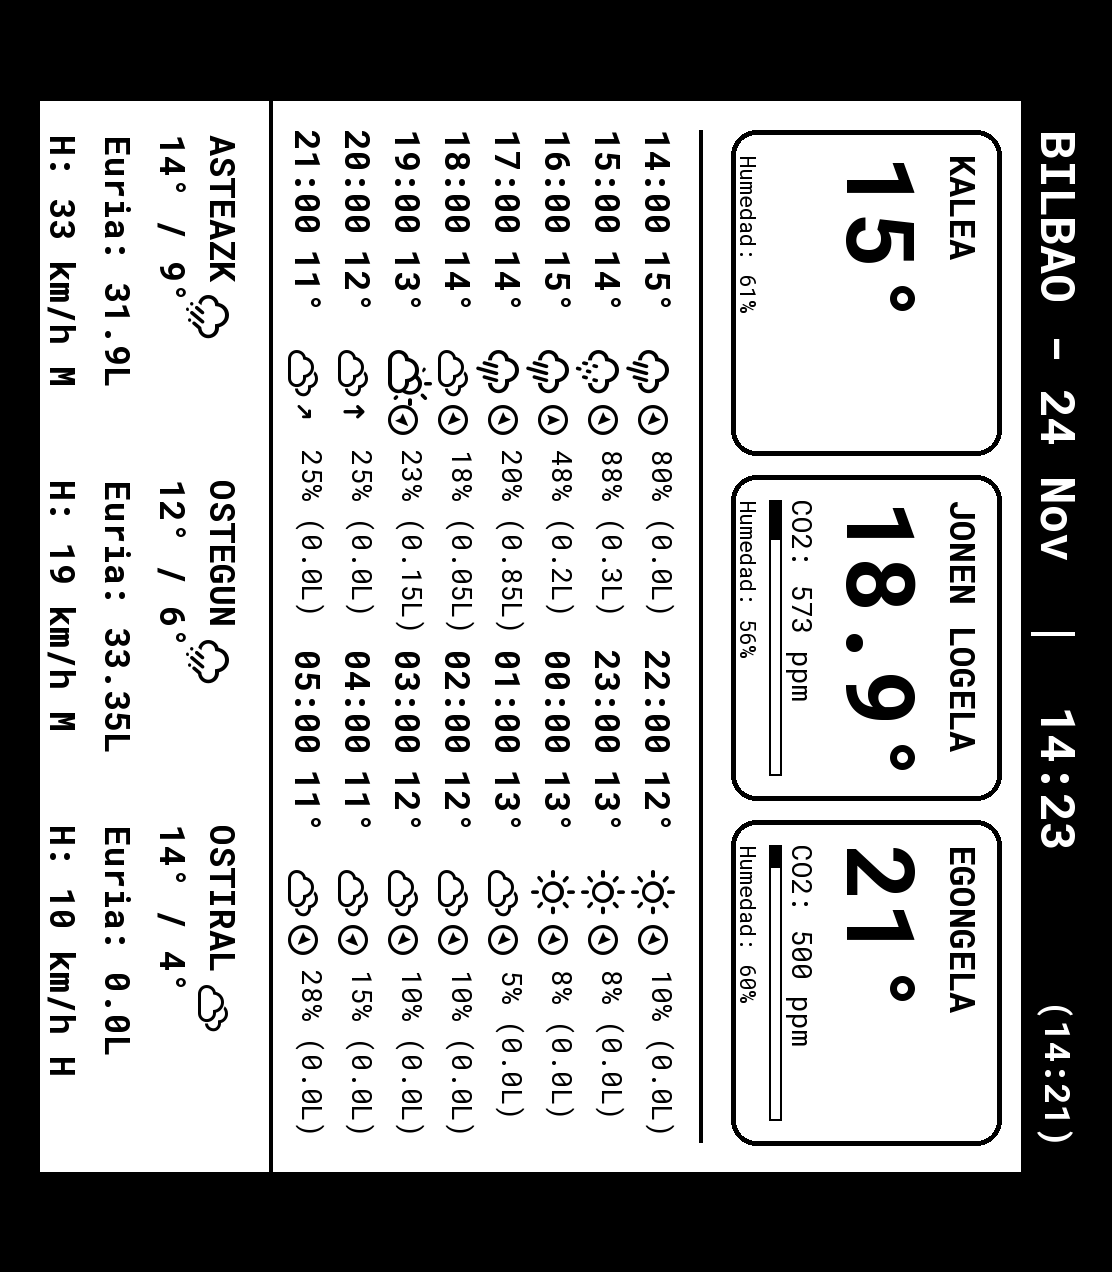 BILBAO - 24 Nov | 14:23 (14:21)
KALEA
15°
Humedad: 61%
JONEN LOGELA
18.9°
CO2: 573 ppm
Humedad: 56%
EGONGELA
21°
CO2: 500 ppm
Humedad: 60%
14:00 15° 80% (0.0L)
15:00 14° 88% (0.3L)
16:00 15° 48% (0.2L)
17:00 14° 20% (0.85L)
18:00 14° 18% (0.05L)
19:00 13° 23% (0.15L)
20:00 12° 25% (0.0L)
21:00 11° 25% (0.0L)
22:00 12° 10% (0.0L)
23:00 13° 8% (0.0L)
00:00 13° 8% (0.0L)
01:00 13° 5% (0.0L)
02:00 12° 10% (0.0L)
03:00 12° 10% (0.0L)
04:00 11° 15% (0.0L)
05:00 11° 28% (0.0L)
ASTEAZK
14° / 9°
Euria: 31.9L
H: 33 km/h M
OSTEGUN
12° / 6°
Euria: 33.35L
H: 19 km/h M
OSTIRAL
14° / 4°
Euria: 0.0L
H: 10 km/h H